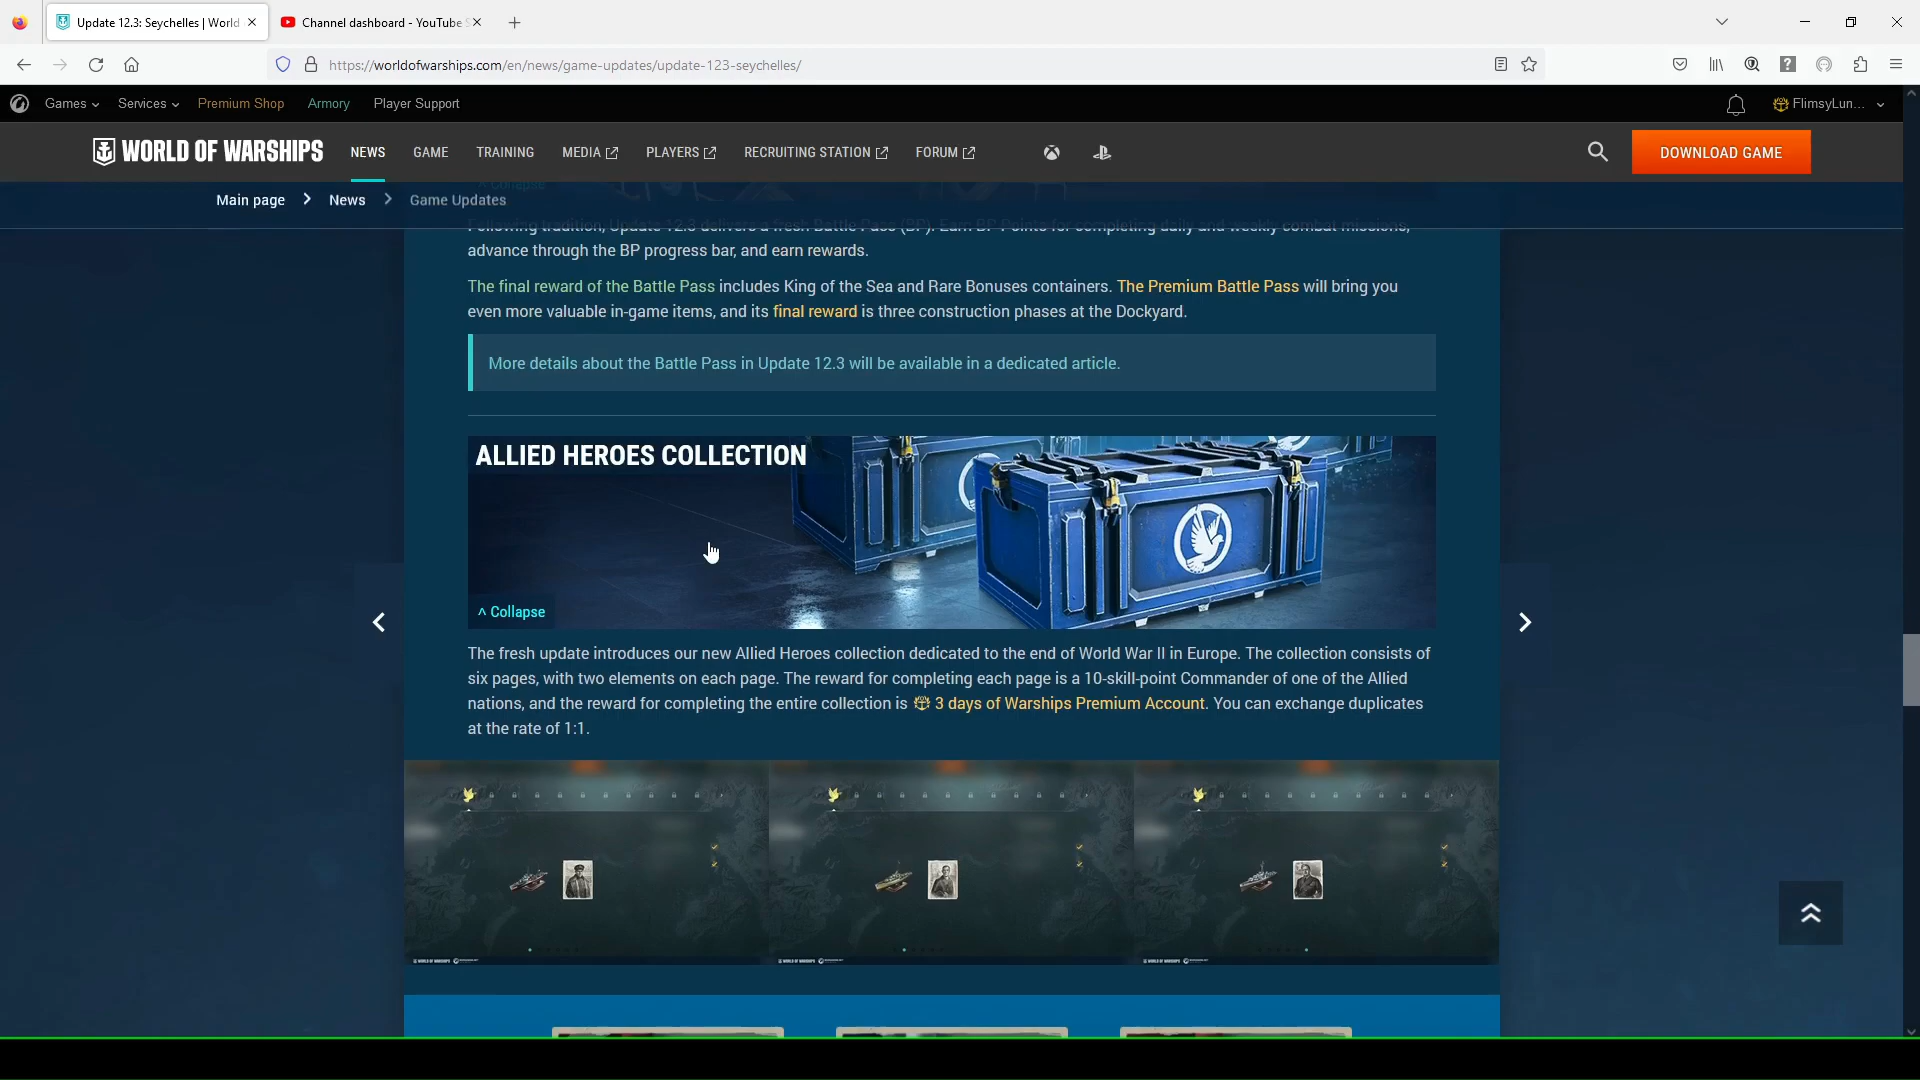 Update 12.3: Seychelles | World
Channel dashboard - YouTube S
https://worldofwarships.com/en/news/game-updates/update-123-seychelles/
Games
Services
Premium Shop
Armory
Player Support
FlimsyLun...
WORLD OF WARSHIPS
NEWS
GAME
TRAINING
MEDIA
PLAYERS
RECRUITING STATION
FORUM
DOWNLOAD GAME
^ Collapse
Main page
News
Game Updates
Following tradition, Update 12.3 delivers a fresh Battle Pass (BP). Earn BP Points for completing daily and weekly combat missions,
advance through the BP progress bar, and earn rewards.
The final reward of the Battle Pass includes King of the Sea and Rare Bonuses containers. The Premium Battle Pass will bring you
even more valuable in-game items, and its final reward is three construction phases at the Dockyard.
More details about the Battle Pass in Update 12.3 will be available in a dedicated article.
ALLIED HEROES COLLECTION
^ Collapse
The fresh update introduces our new Allied Heroes collection dedicated to the end of World War II in Europe. The collection consists of
six pages, with two elements on each page. The reward for completing each page is a 10-skill-point Commander of one of the Allied
nations, and the reward for completing the entire collection is 3 days of Warships Premium Account. You can exchange duplicates
at the rate of 1:1.
WORLD OF WARSHIPS
WORLD OF WARSHIPS
WORLD OF WARSHIPS